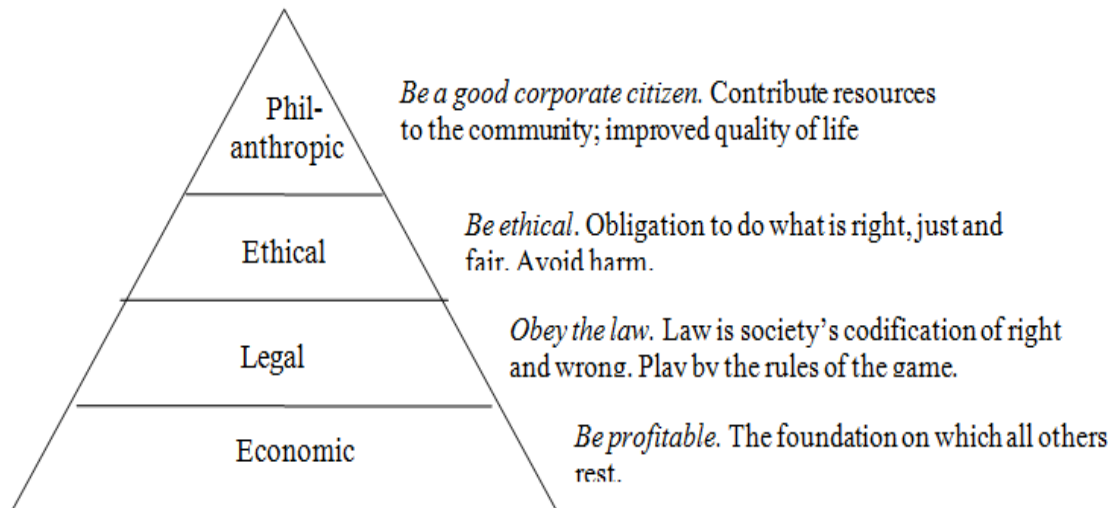 Phil-
anthropic
Be a good corporate citizen. Contribute resources
to the community; improved quality of life
Ethical
Be ethical. Obligation to do what is right, just and
fair. Avoid harm.
Legal
Obey the law. Law is society’s codification of right
and wrong. Play by the rules of the game.
Economic
Be profitable. The foundation on which all others
rest.